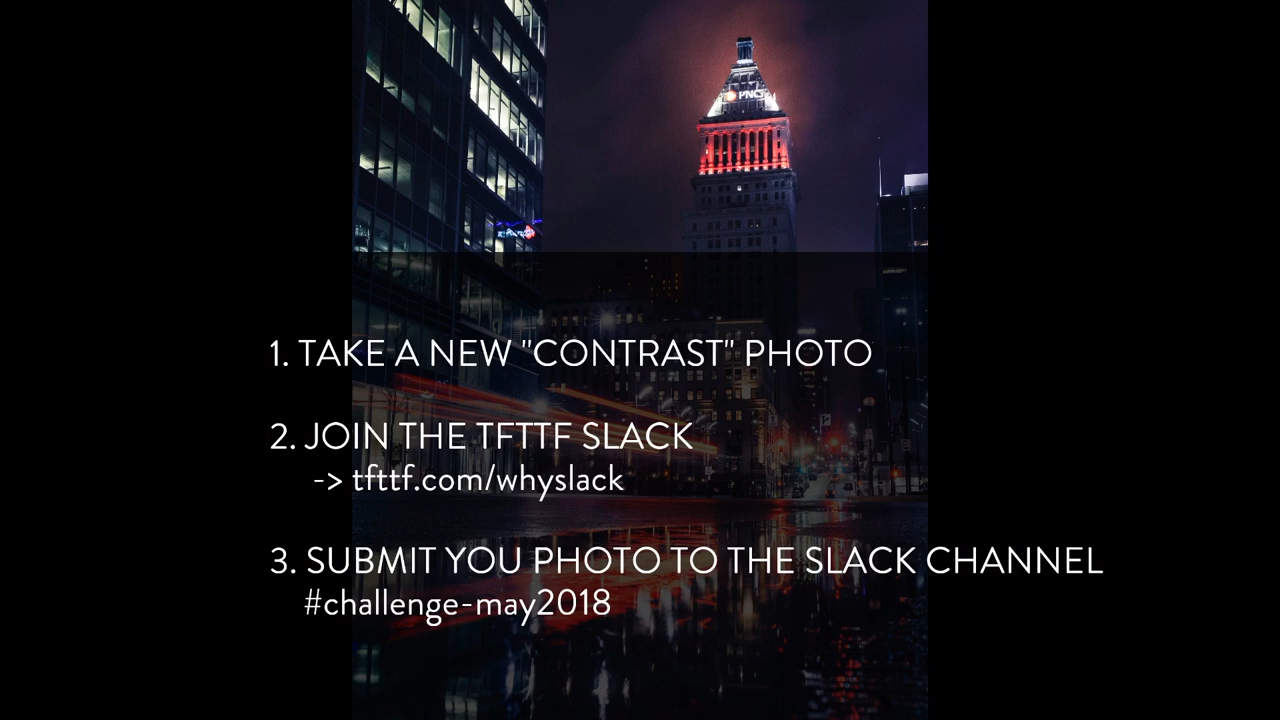 PNC
1. TAKE A NEW "CONTRAST" PHOTO
2. JOIN THE TFTTF SLACK
-> tfttf.com/whyslack
3. SUBMIT YOU PHOTO TO THE SLACK CHANNEL
#challenge-may2018